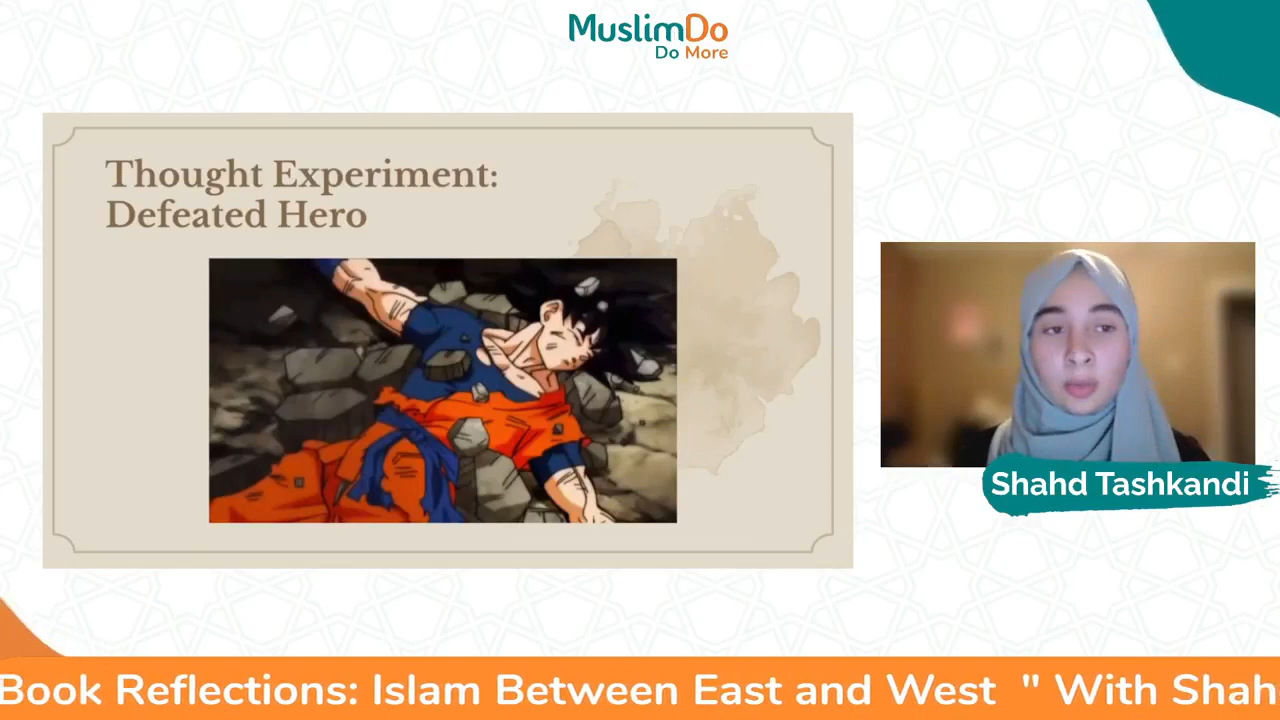 MuslimDo
Do More
Thought Experiment:
Defeated Hero
Shahd Tashkandi
Book Reflections: Islam Between East and West " With Shah